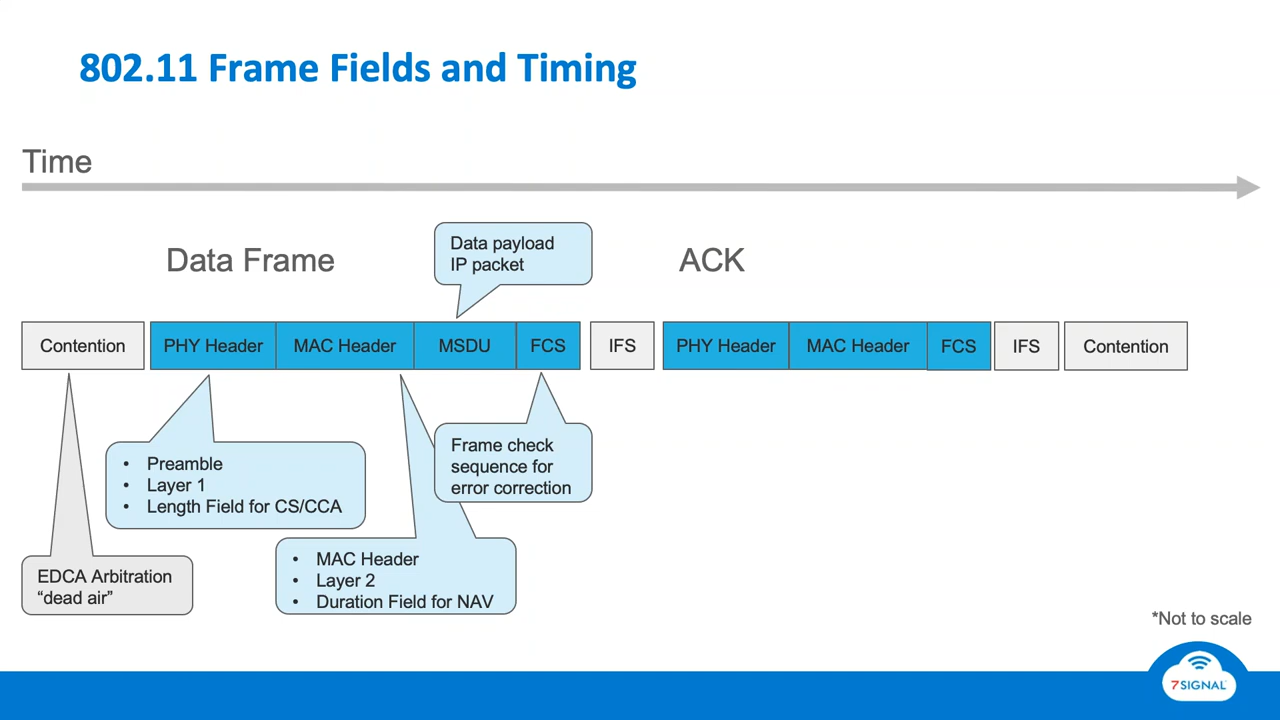 802.11 Frame Fields and Timing
Time
Data Frame
Data payload
IP packet
ACK
Contention
PHY Header
MAC Header
MSDU
FCS
IFS
PHY Header
MAC Header
FCS
IFS
Contention
• Preamble
• Layer 1
• Length Field for CS/CCA
Frame check
sequence for
error correction
EDCA Arbitration
“dead air”
• MAC Header
• Layer 2
• Duration Field for NAV
*Not to scale
7SIGNAL